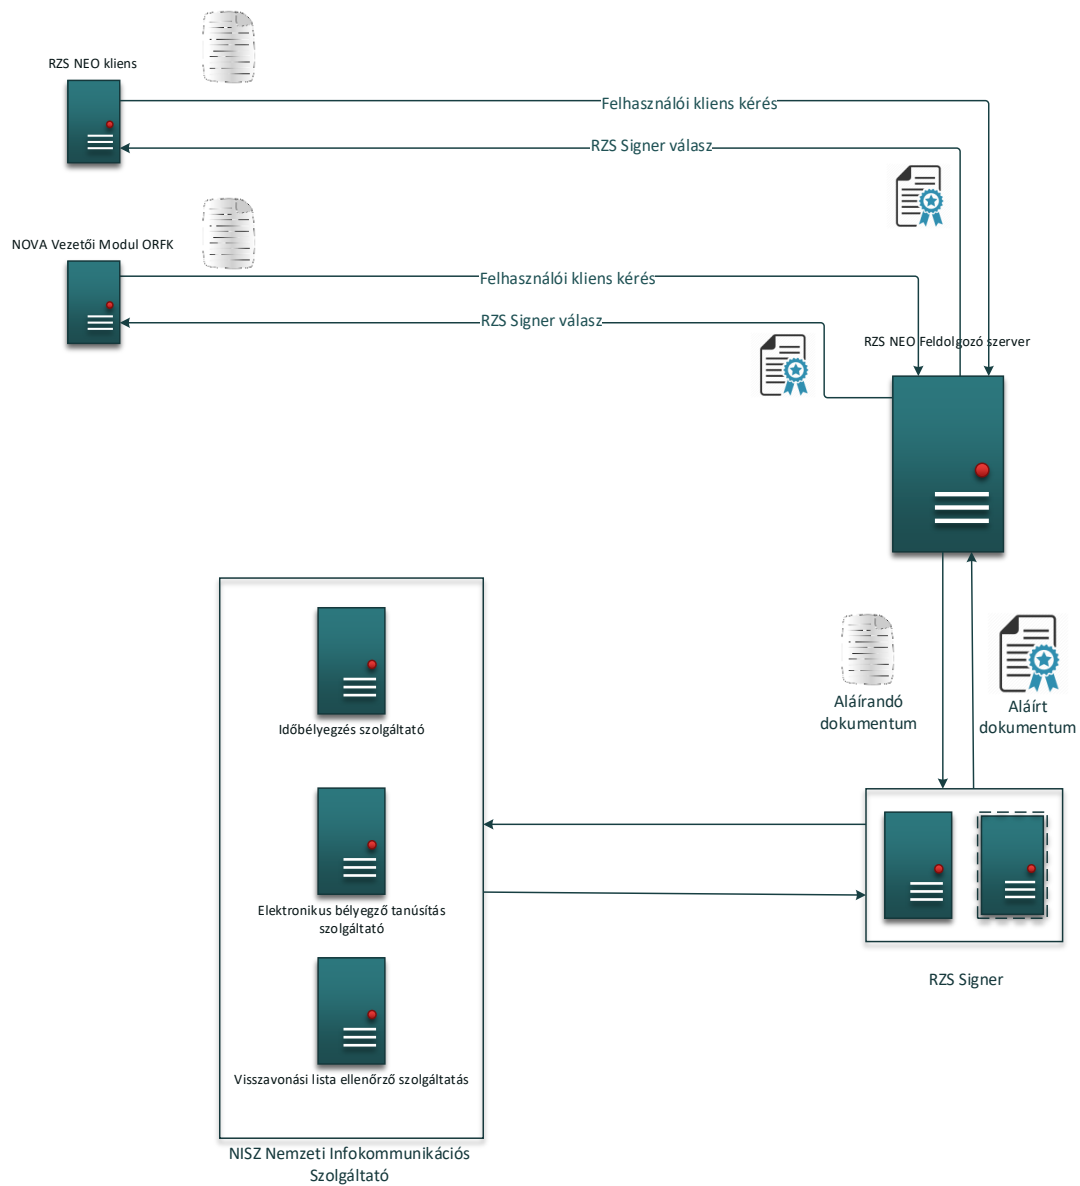 RZS NEO kliens
Felhasználói kliens kérés
RZS Signer válasz
NOVA Vezetői Modul ORFK
Felhasználói kliens kérés
RZS Signer válasz
RZS NEO Feldolgozó szerver
Aláírandó
dokumentum
Aláírt
dokumentum
Időbélyegzés szolgáltató
Elektronikus bélyegző tanúsítás
szolgáltató
RZS Signer
Visszavonási lista ellenőrző szolgáltatás
NISZ Nemzeti Infokommunikációs
Szolgáltató